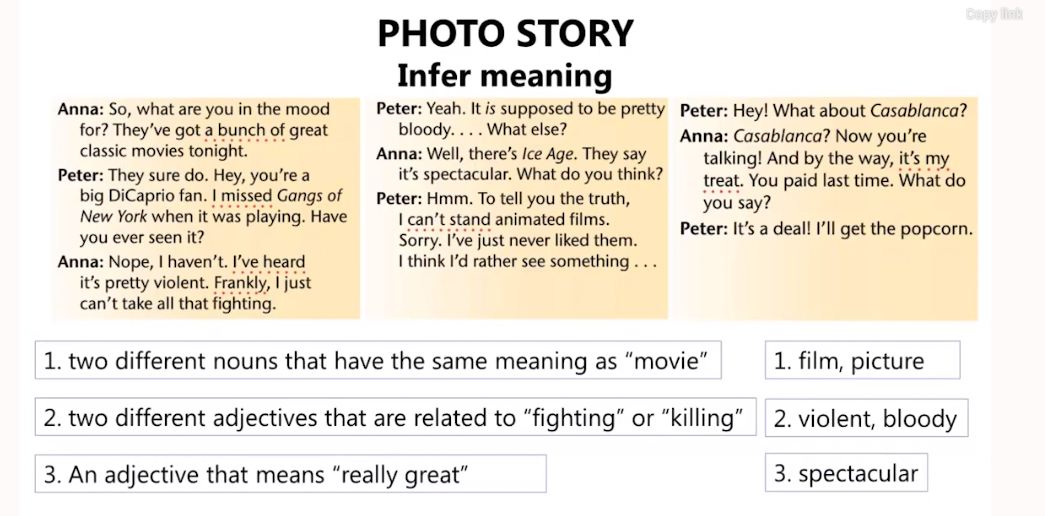 Copy link
PHOTO STORY
Infer meaning
Anna: So, what are you in the mood
for? They've got a bunch of great
classic movies tonight.
Peter: They sure do. Hey, you're a
big DiCaprio fan. I missed Gangs of
New York when it was playing. Have
you ever seen it?
Anna: Nope, I haven't. I've heard
it's pretty violent. Frankly, I just
can't take all that fighting.
Peter: Yeah. It is supposed to be pretty
bloody. . . . What else?
Anna: Well, there's Ice Age. They say
it's spectacular. What do you think?
Peter: Hmm. To tell you the truth,
I can't stand animated films.
Sorry. I've just never liked them.
I think I'd rather see something . . .
Peter: Hey! What about Casablanca?
Anna: Casablanca? Now you're
talking! And by the way, it's my
treat. You paid last time. What do
you say?
Peter: It's a deal! I'll get the popcorn.
1. two different nouns that have the same meaning as "movie"
1. film, picture
2. two different adjectives that are related to "fighting" or "killing"
2. violent, bloody
3. An adjective that means "really great"
3. spectacular